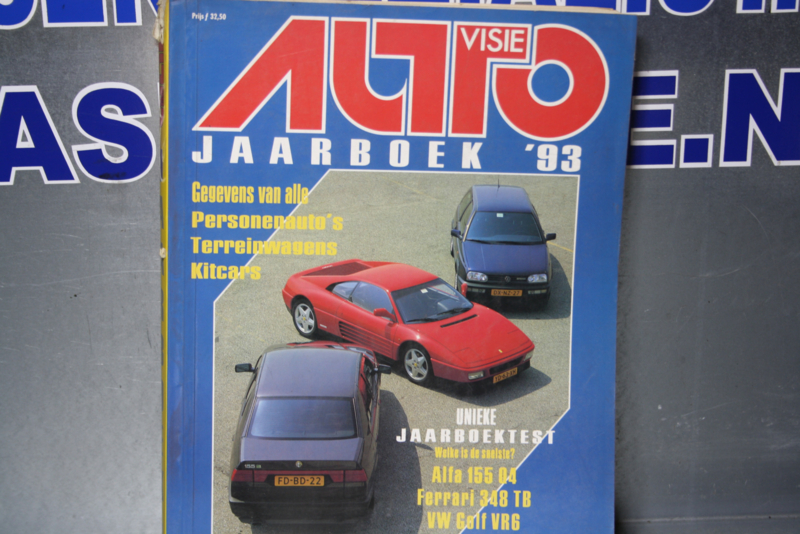 Prijs ƒ 32,50
AUTO
VISIE
JAARBOEK '93
Gegevens van alle
Personenauto's
Terreinwagens
Kitcars
UNIEKE
JAARBOEKTEST
Welke is de snelste?
Alfa 155 Q4
Ferrari 348 TB
VW Golf VR6
FD-BD-22
AS
E.N